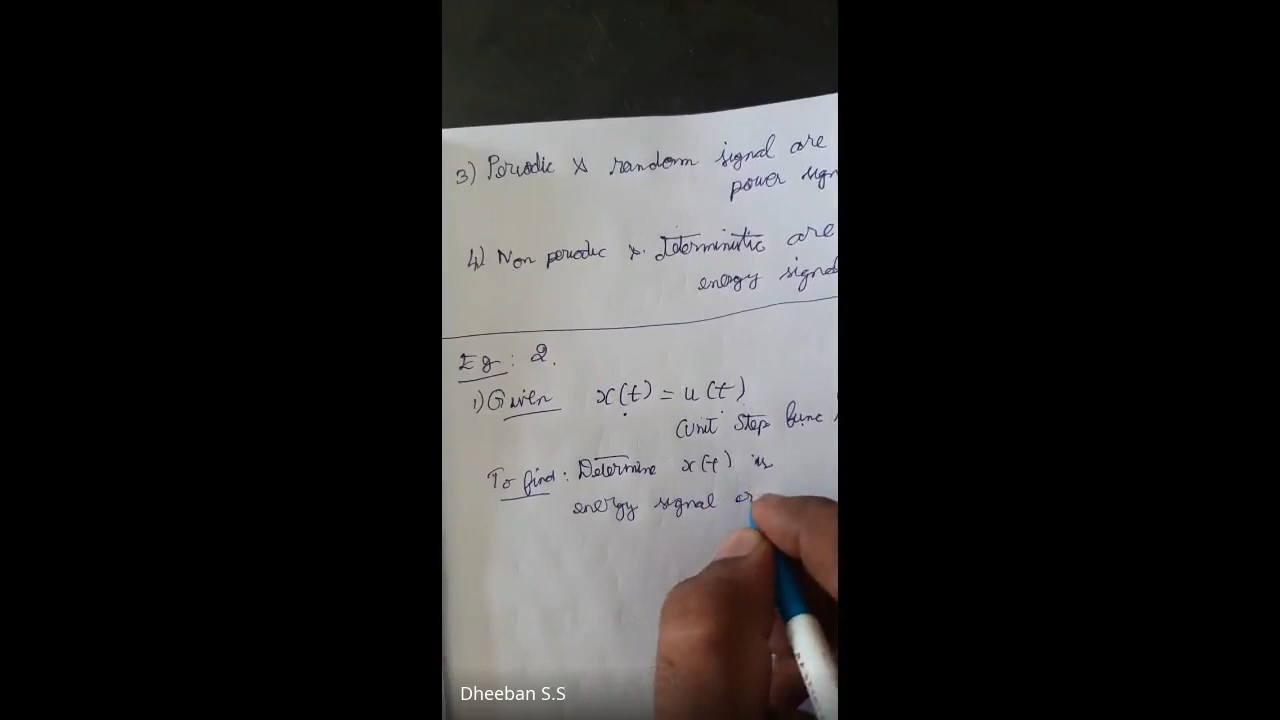 3) Periodic & random signal are
power sign
4) Non periodic & Deterministic are
energy signal
Eg: 2.
1) Given x(t) = u(t)
(Unit Step func
To find: Determine x(t) is
energy signal or
Dheeban S.S